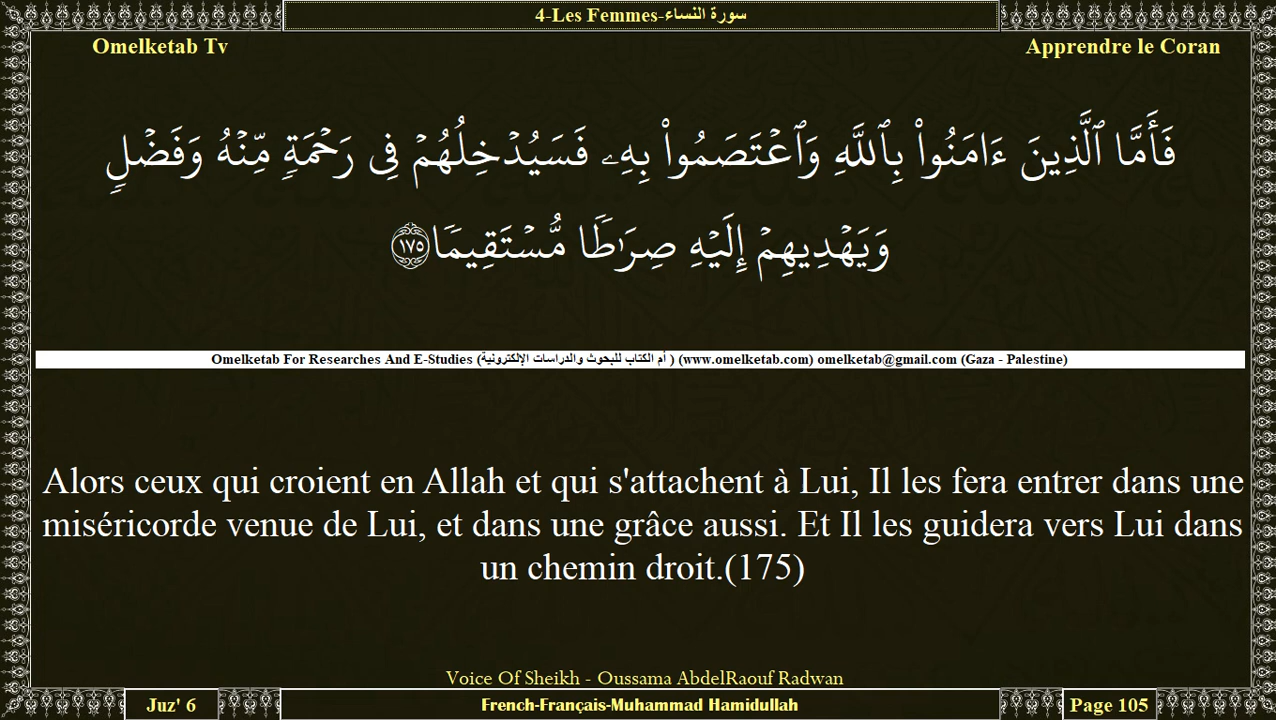 4-Les Femmes-سورة النساء
Omelketab Tv
Apprendre le Coran
فَأَمَّا ٱلَّذِينَ ءَامَنُوا۟ بِٱللَّهِ وَٱعْتَصَمُوا۟ بِهِۦ فَسَيُدْخِلُهُمْ فِى رَحْمَةٍۢ مِّنْهُ وَفَضْلٍۢ
وَيَهْدِيهِمْ إِلَيْهِ صِرَٰطًۭا مُّسْتَقِيمًۭا ١٧٥
Omelketab For Researches And E-Studies (أم الكتاب للبحوث والدراسات الإلكترونية ) (www.omelketab.com) omelketab@gmail.com (Gaza - Palestine)
Alors ceux qui croient en Allah et qui s'attachent à Lui, Il les fera entrer dans une
miséricorde venue de Lui, et dans une grâce aussi. Et Il les guidera vers Lui dans
un chemin droit.(175)
Voice Of Sheikh - Oussama AbdelRaouf Radwan
Juz' 6
French-Français-Muhammad Hamidullah
Page 105